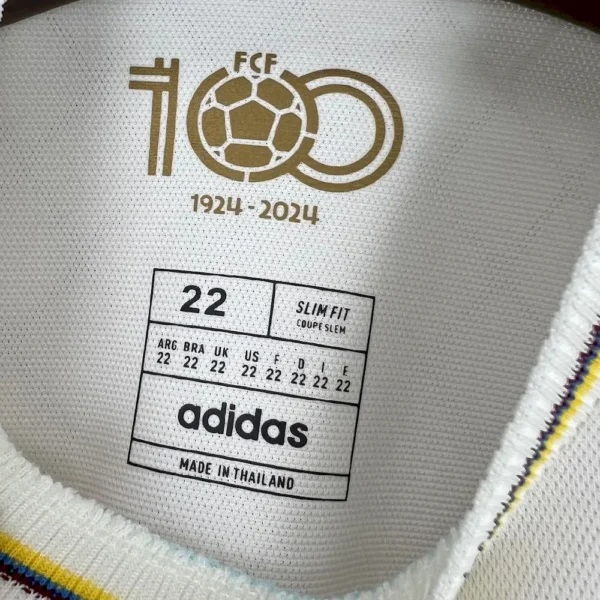 FCF
100
1924 - 2024
22
SLIM FIT
COUPE SLEM
ARG BRA UK US F D I E
22 22 22 22 22 22 22 22
adidas
MADE IN THAILAND